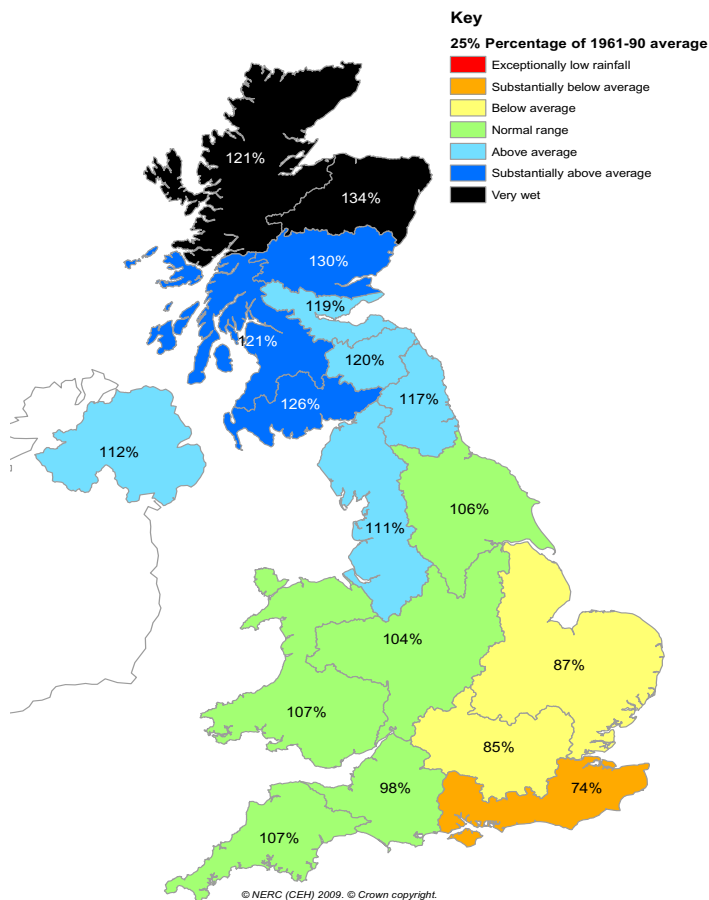 Key
25% Percentage of 1961-90 average
Exceptionally low rainfall
Substantially below average
Below average
Normal range
Above average
Substantially above average
Very wet
121%
134%
130%
119%
121%
120%
117%
126%
112%
106%
111%
104%
87%
107%
85%
98%
74%
107%
© NERC (CEH) 2009. © Crown copyright.